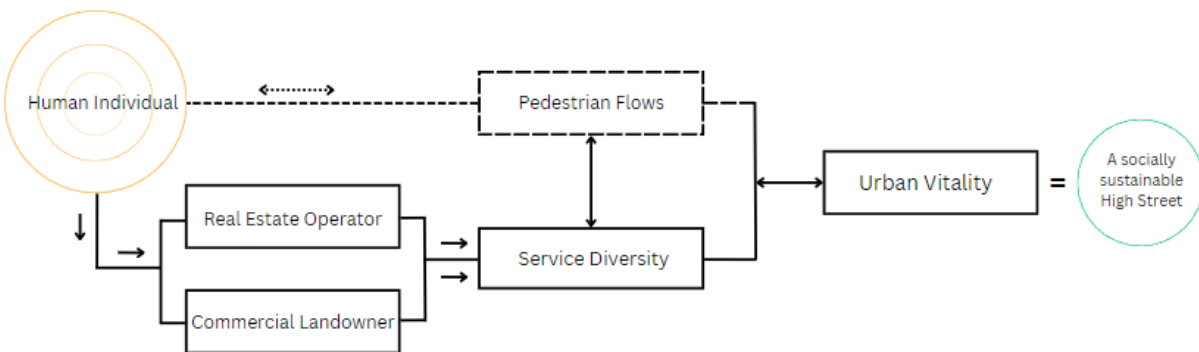 Human Individual
Pedestrian Flows
Real Estate Operator
Commercial Landowner
Service Diversity
Urban Vitality
=
A socially
sustainable
High Street